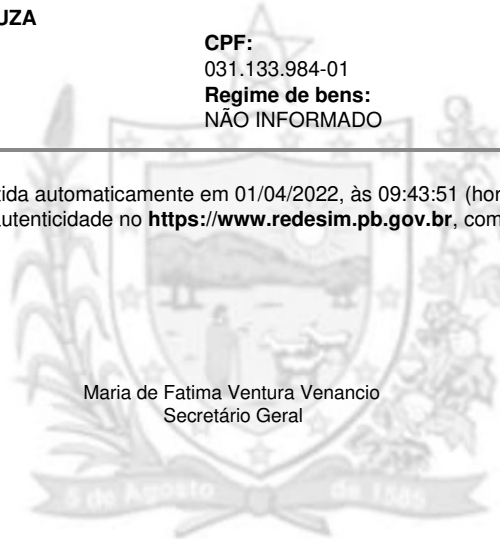 UZA
CPF:
031.133.984-01
Regime de bens:
NÃO INFORMADO
tida automaticamente em 01/04/2022, às 09:43:51 (hor
autenticidade no https://www.redesim.pb.gov.br, com
Maria de Fatima Ventura Venancio
Secretário Geral
5 de Agosto de 1585